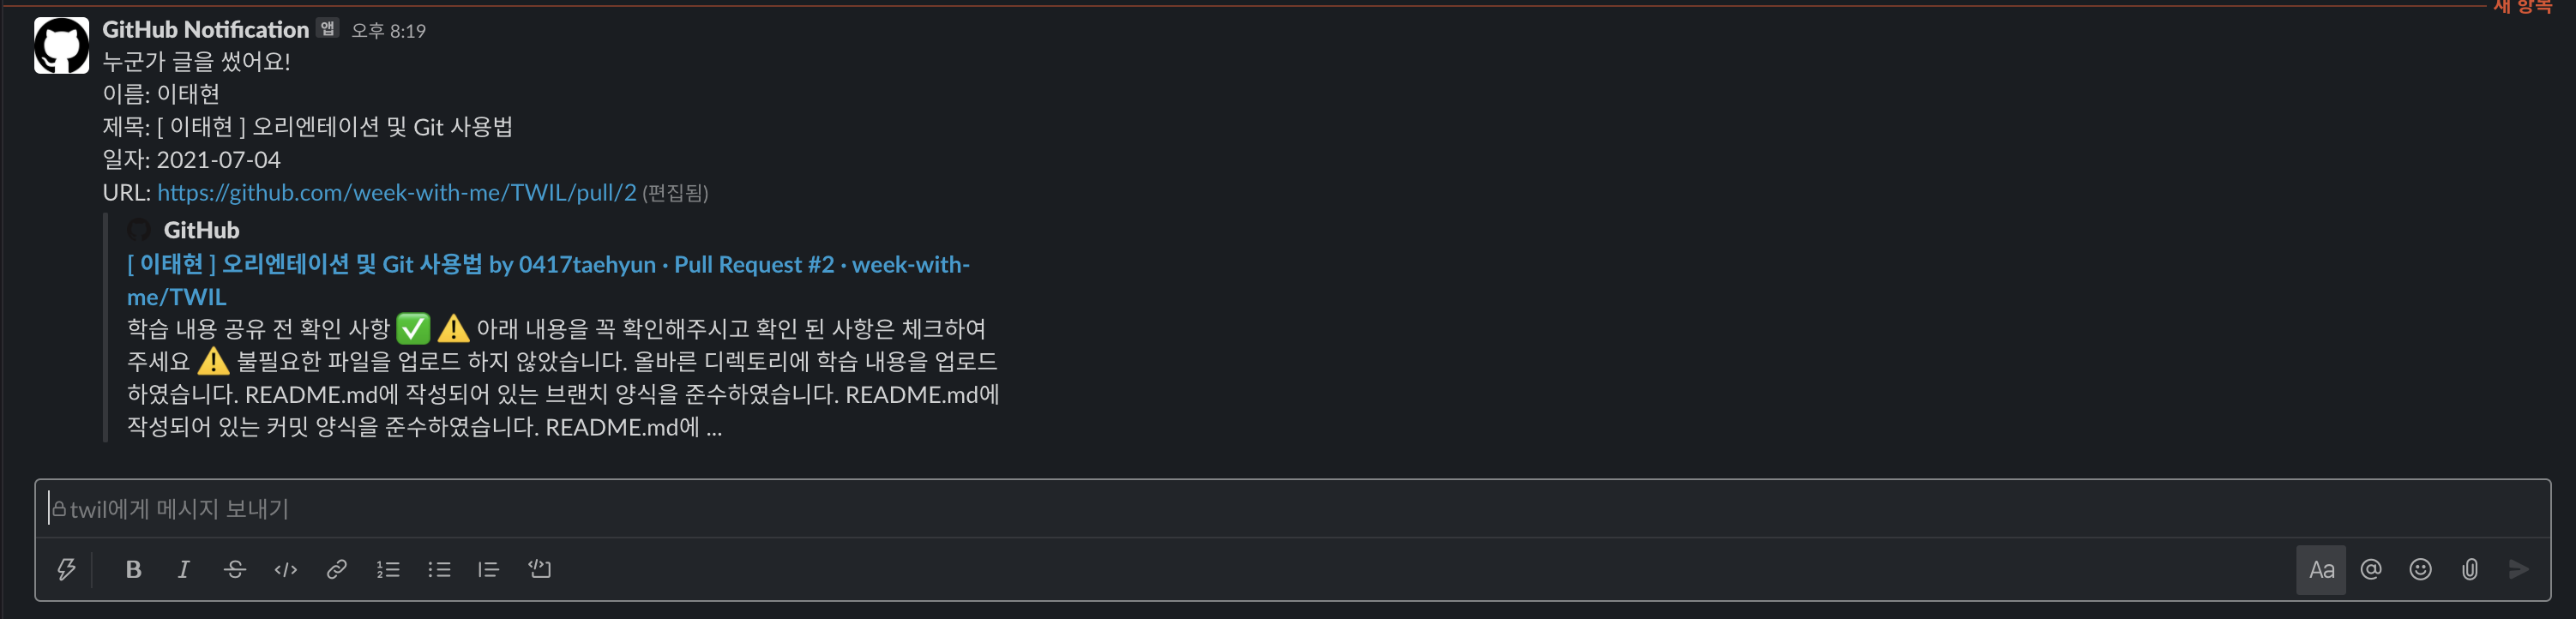 새 항목
GitHub Notification 앱 오후 8:19
누군가 글을 썼어요!
이름: 이태현
제목: [ 이태현 ] 오리엔테이션 및 Git 사용법
일자: 2021-07-04
URL: https://github.com/week-with-me/TWIL/pull/2 (편집됨)
GitHub
[ 이태현 ] 오리엔테이션 및 Git 사용법 by 0417taehyun · Pull Request #2 · week-with-
me/TWIL
학습 내용 공유 전 확인 사항 ✅ ⚠️ 아래 내용을 꼭 확인해주시고 확인 된 사항은 체크하여
주세요 ⚠️ 불필요한 파일을 업로드 하지 않았습니다. 올바른 디렉토리에 학습 내용을 업로드
하였습니다. README.md에 작성되어 있는 브랜치 양식을 준수하였습니다. README.md에
작성되어 있는 커밋 양식을 준수하였습니다. README.md에 ...
twil에게 메시지 보내기
B I S Aa @